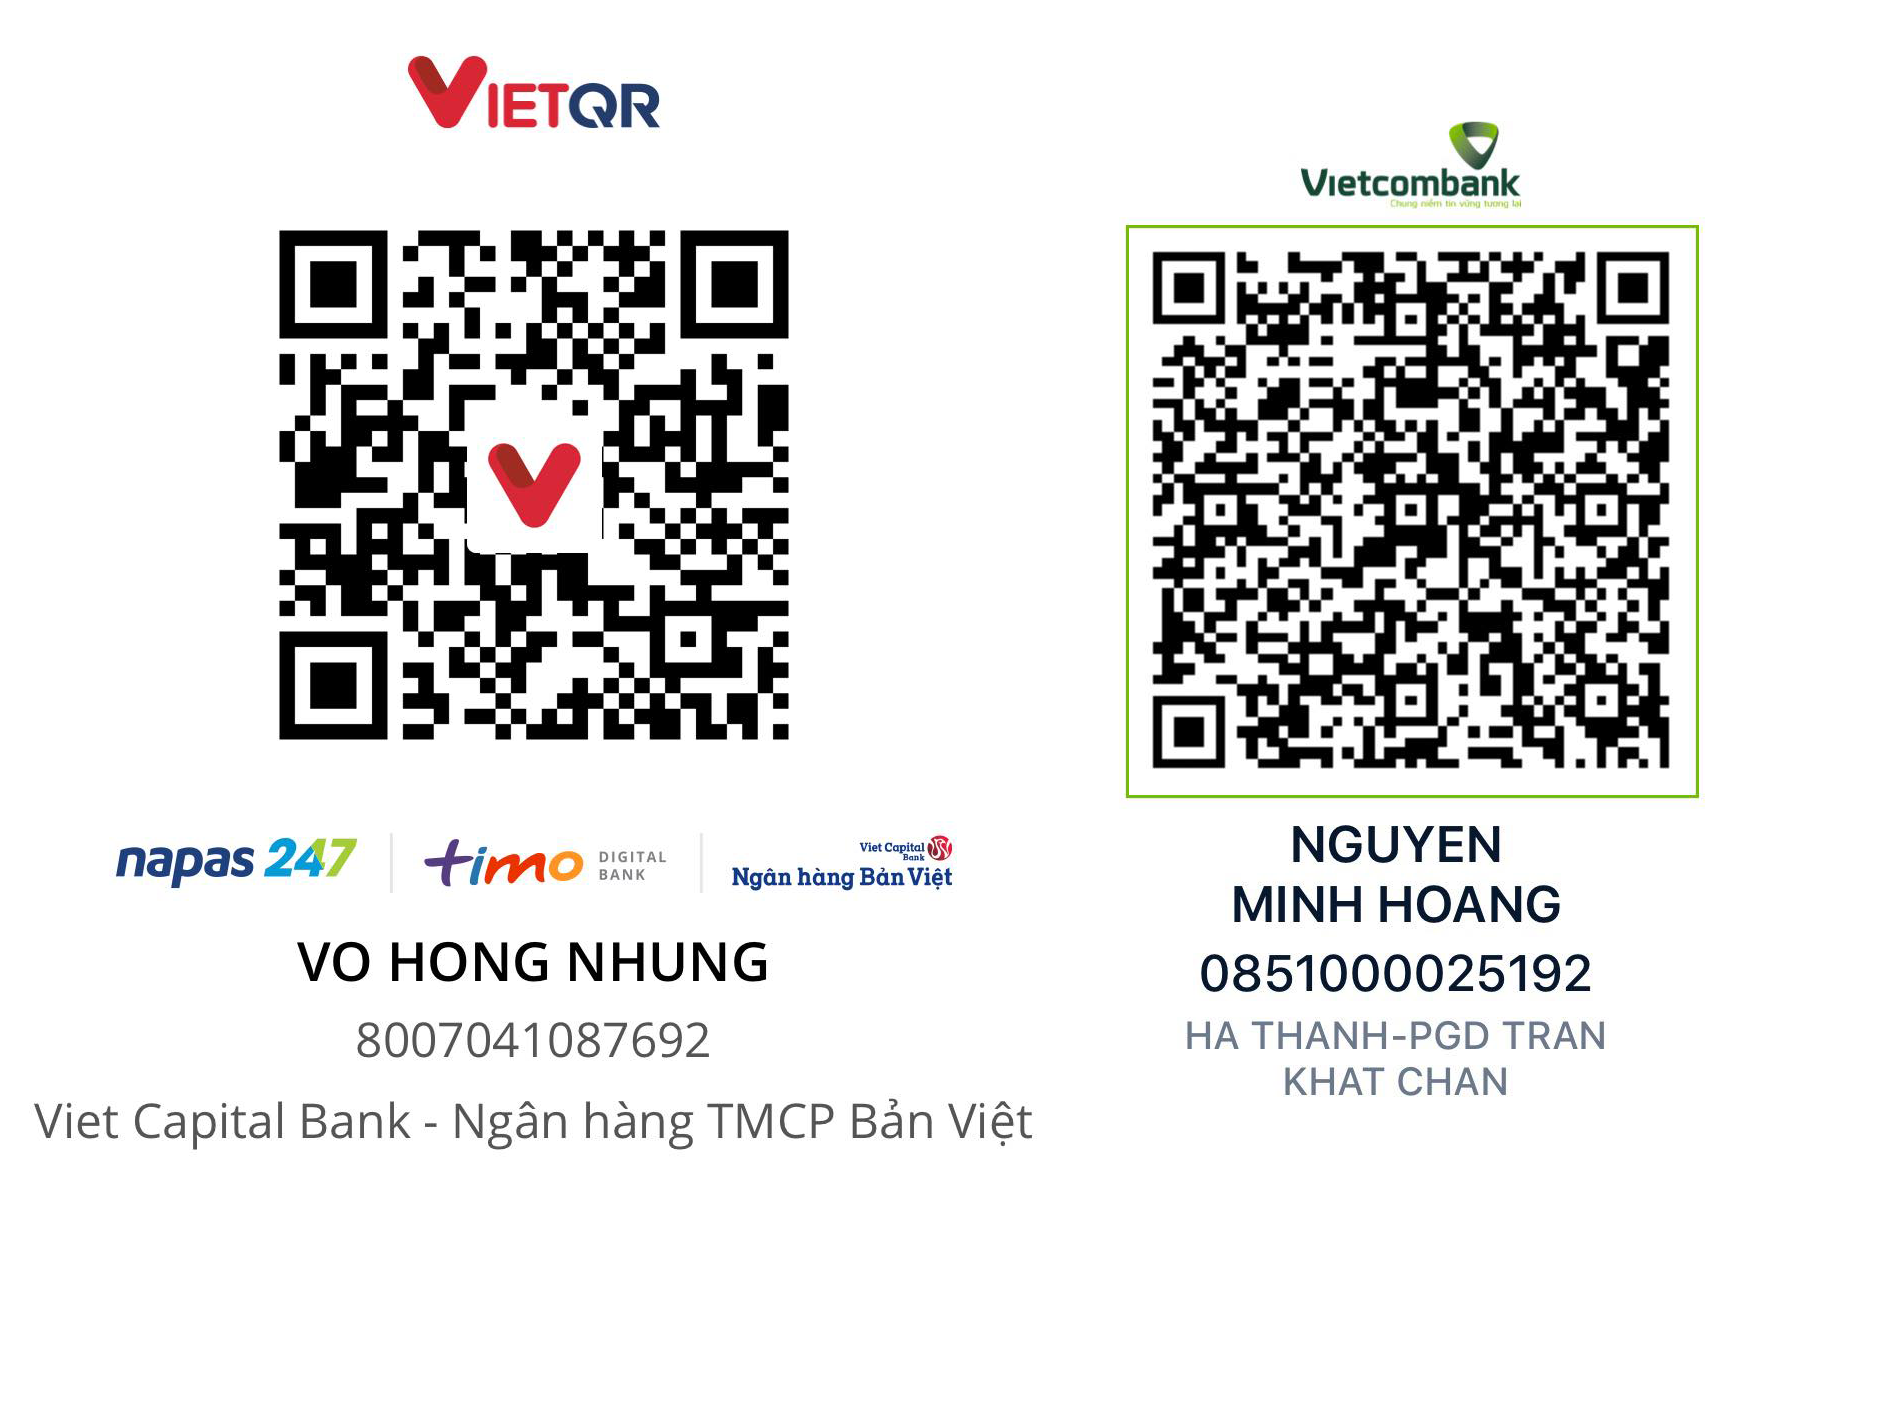 VIETQR
napas 247
timo DIGITAL BANK
Viet Capital Bank
Ngân hàng Bản Việt
VO HONG NHUNG
8007041087692
Viet Capital Bank - Ngân hàng TMCP Bản Việt
Vietcombank
Chung niềm tin vững tương lai
NGUYEN
MINH HOANG
0851000025192
HA THANH-PGD TRAN
KHAT CHAN